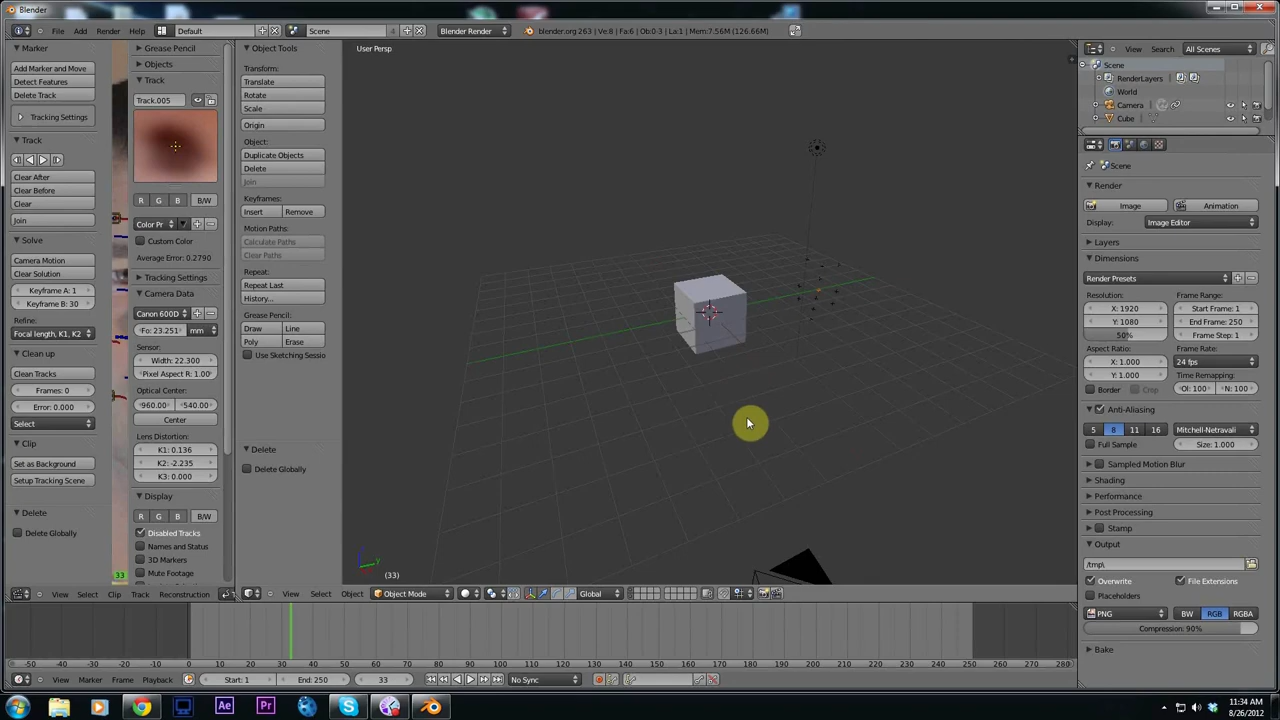 Blender
File Add Render Help
Default
Scene
4
Blender Render
blender.org 263 | Ve:8 | Fa:6 | Ob:0-3 | La:1 | Mem:7.56M (126.66M)
Marker
Add Marker and Move
Detect Features
Delete Track
Tracking Settings
Track
Clear After
Clear Before
Clear
Join
Solve
Camera Motion
Clear Solution
Keyframe A: 1
Keyframe B: 30
Refine:
Focal length, K1, K2
Clean up
Clean Tracks
Frames: 0
Error: 0.000
Select
Clip
Set as Background
Setup Tracking Scene
Delete
Delete Globally
33
Grease Pencil
Objects
Track
Track.005
R G B B/W
Color Pr
Custom Color
Average Error: 0.2790
Tracking Settings
Camera Data
Canon 600D
Fo: 23.251 mm
Sensor:
Width: 22.300
Pixel Aspect R: 1.00
Optical Center:
960.00 540.00
Center
Lens Distortion:
K1: 0.136
K2: -2.235
K3: 0.000
Display
R G B B/W
Disabled Tracks
Names and Status
3D Markers
Mute Footage
View Select Clip Track Reconstruction
Object Tools
Transform:
Translate
Rotate
Scale
Origin
Object:
Duplicate Objects
Delete
Join
Keyframes:
Insert Remove
Motion Paths:
Calculate Paths
Clear Paths
Repeat:
Repeat Last
History...
Grease Pencil:
Draw Line
Poly Erase
Use Sketching Sessio
Delete
Delete Globally
User Persp
(33)
View Select Object
Object Mode
Global
View Search All Scenes
Scene
RenderLayers
World
Camera
Cube
Scene
Render
Image Animation
Display: Image Editor
Layers
Dimensions
Render Presets
Resolution: Frame Range:
X: 1920 Start Frame: 1
Y: 1080 End Frame: 250
50% Frame Step: 1
Aspect Ratio: Frame Rate:
X: 1.000 24 fps
Y: 1.000 Time Remapping:
Border Crop Ol: 100 N: 100
Anti-Aliasing
5 8 11 16 Mitchell-Netravali
Full Sample Size: 1.000
Sampled Motion Blur
Shading
Performance
Post Processing
Stamp
Output
/tmp\
Overwrite File Extensions
Placeholders
PNG BW RGB RGBA
Compression: 90%
Bake
-50 -40 -30 -20 -10 0 10 20 30 40 50 60 70 80 90 100 110 120 130 140 150 160 170 180 190 200 210 220 230 240 250 260 270 280
View Marker Frame Playback
Start: 1 End: 250 33
No Sync
Ae Pr
11:34 AM
8/26/2012